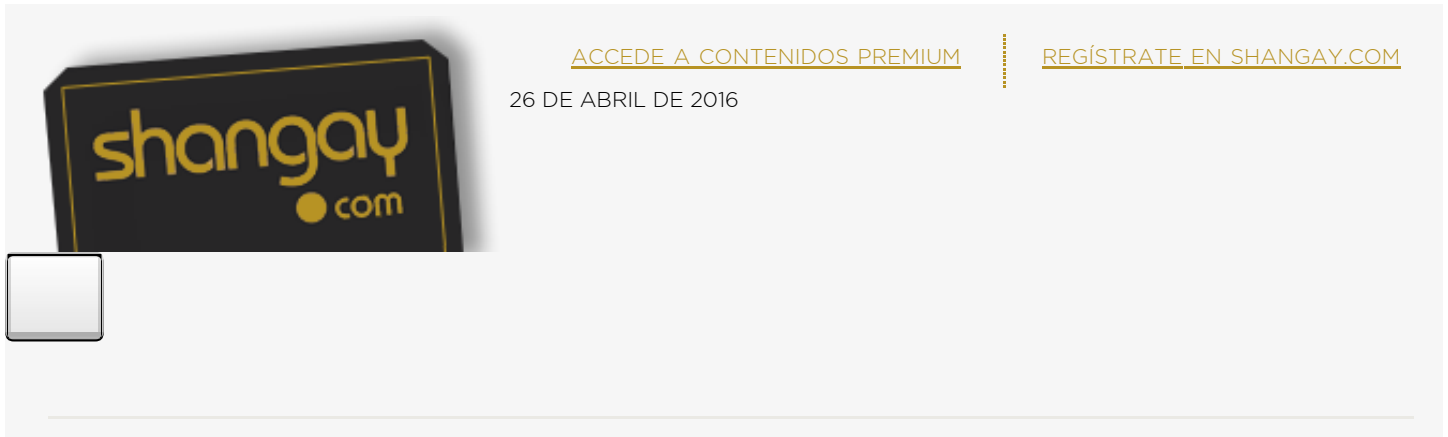 shangay
com
ACCEDE A CONTENIDOS PREMIUM
REGÍSTRATE EN SHANGAY.COM
26 DE ABRIL DE 2016